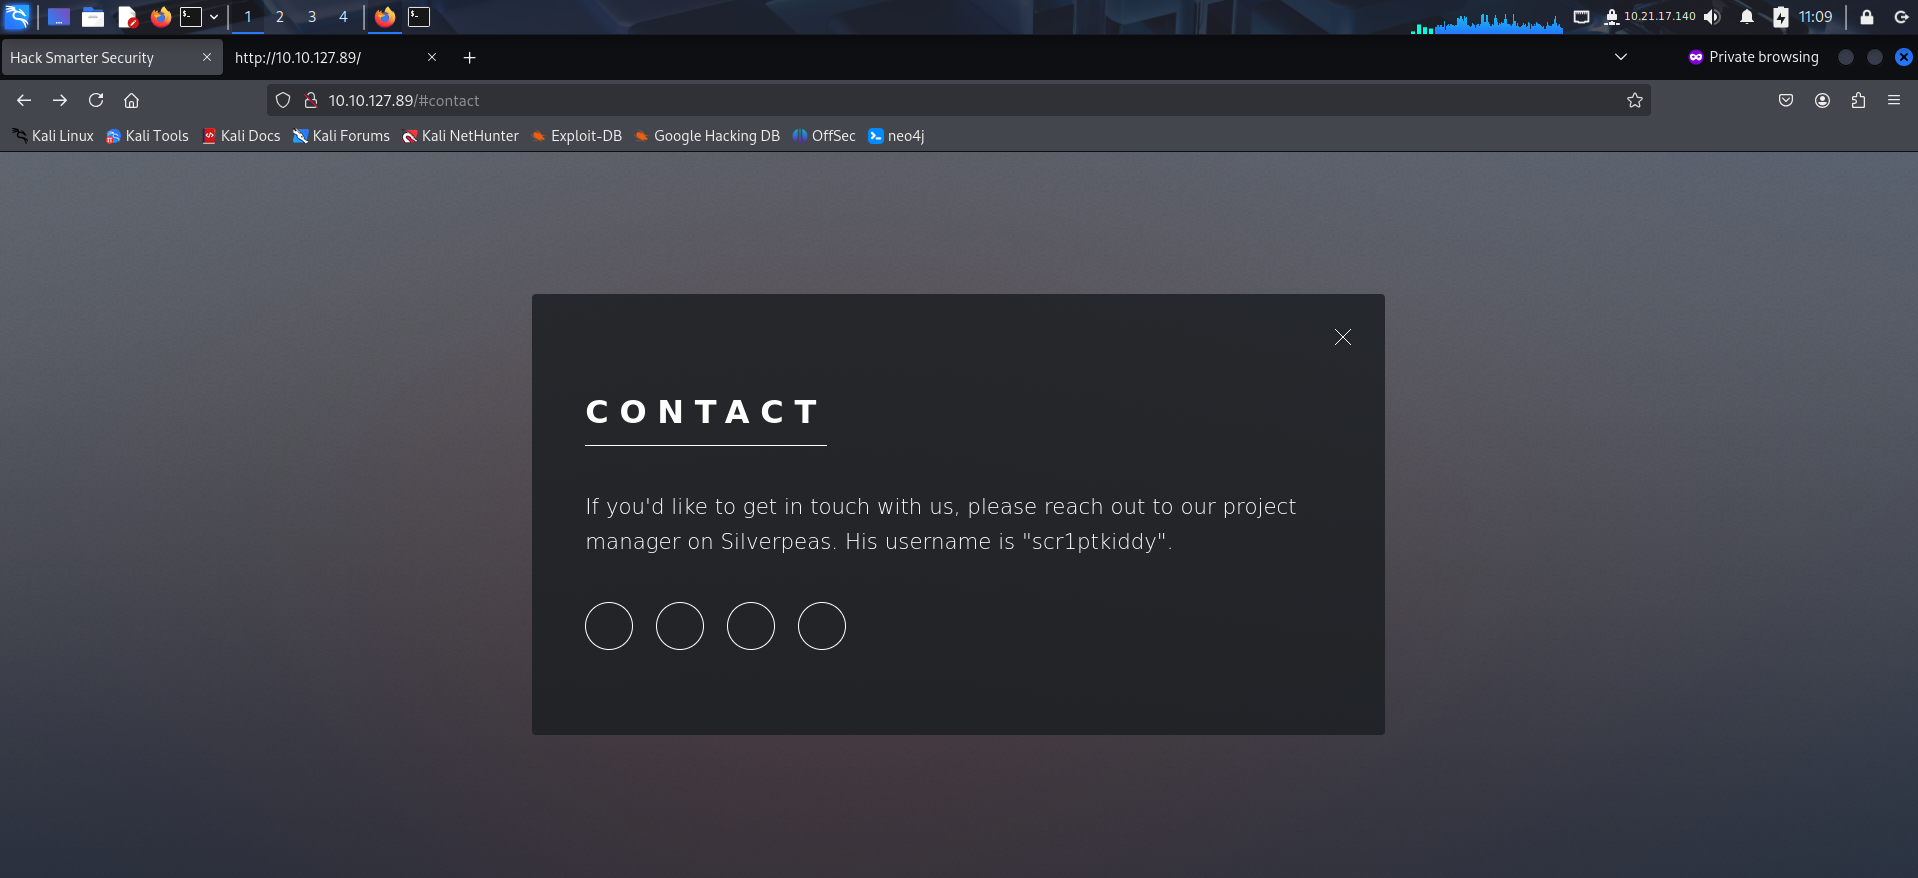 1 2 3 4 10.21.17.140 11:09
Hack Smarter Security http://10.10.127.89/ Private browsing
10.10.127.89/#contact
Kali Linux Kali Tools Kali Docs Kali Forums Kali NetHunter Exploit-DB Google Hacking DB OffSec neo4j
CONTACT
If you'd like to get in touch with us, please reach out to our project
manager on Silverpeas. His username is "scr1ptkiddy".